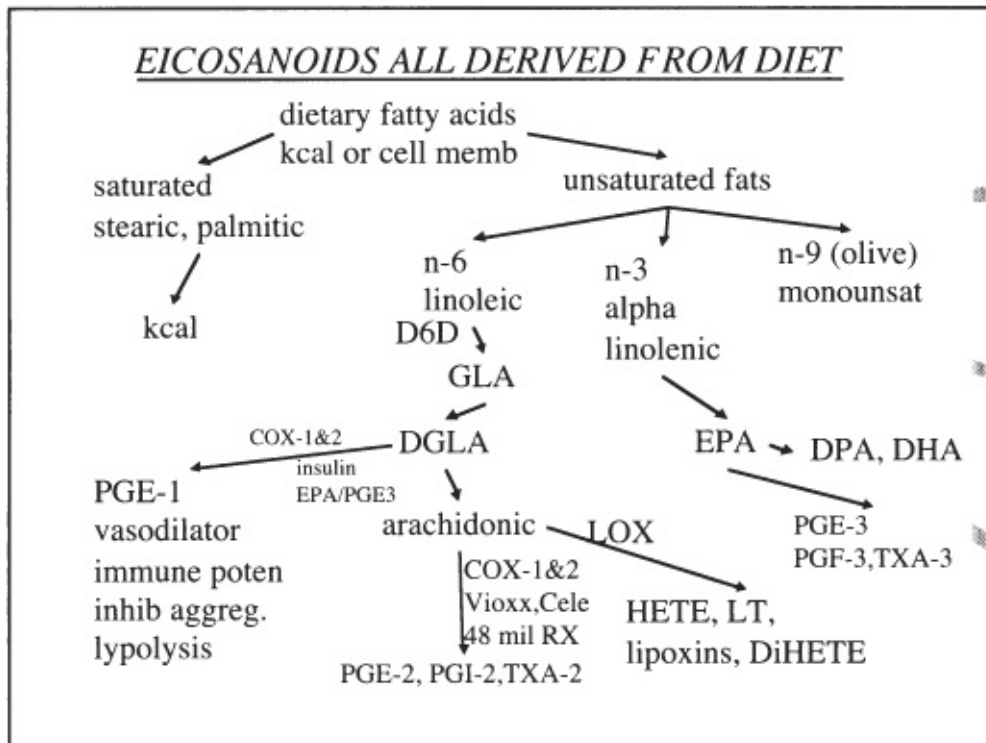 EICOSANOIDS ALL DERIVED FROM DIET
dietary fatty acids
kcal or cell memb
saturated
stearic, palmitic
kcal
unsaturated fats
n-6
linoleic
D6D
GLA
n-3
alpha
linolenic
n-9 (olive)
monounsat
COX-1&2
DGLA
insulin
EPA/PGE3
PGE-1
vasodilator
immune poten
inhib aggreg.
lypolysis
arachidonic
LOX
COX-1&2
Vioxx,Cele
48 mil RX
PGE-2, PGI-2,TXA-2
HETE, LT,
lipoxins, DiHETE
EPA
DPA, DHA
PGE-3
PGF-3,TXA-3